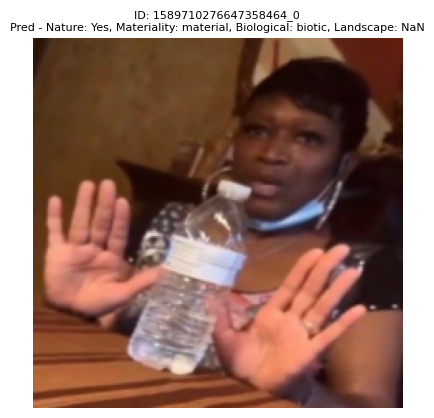 ID: 1589710276647358464_0
Pred - Nature: Yes, Materiality: material, Biological: biotic, Landscape: NaN